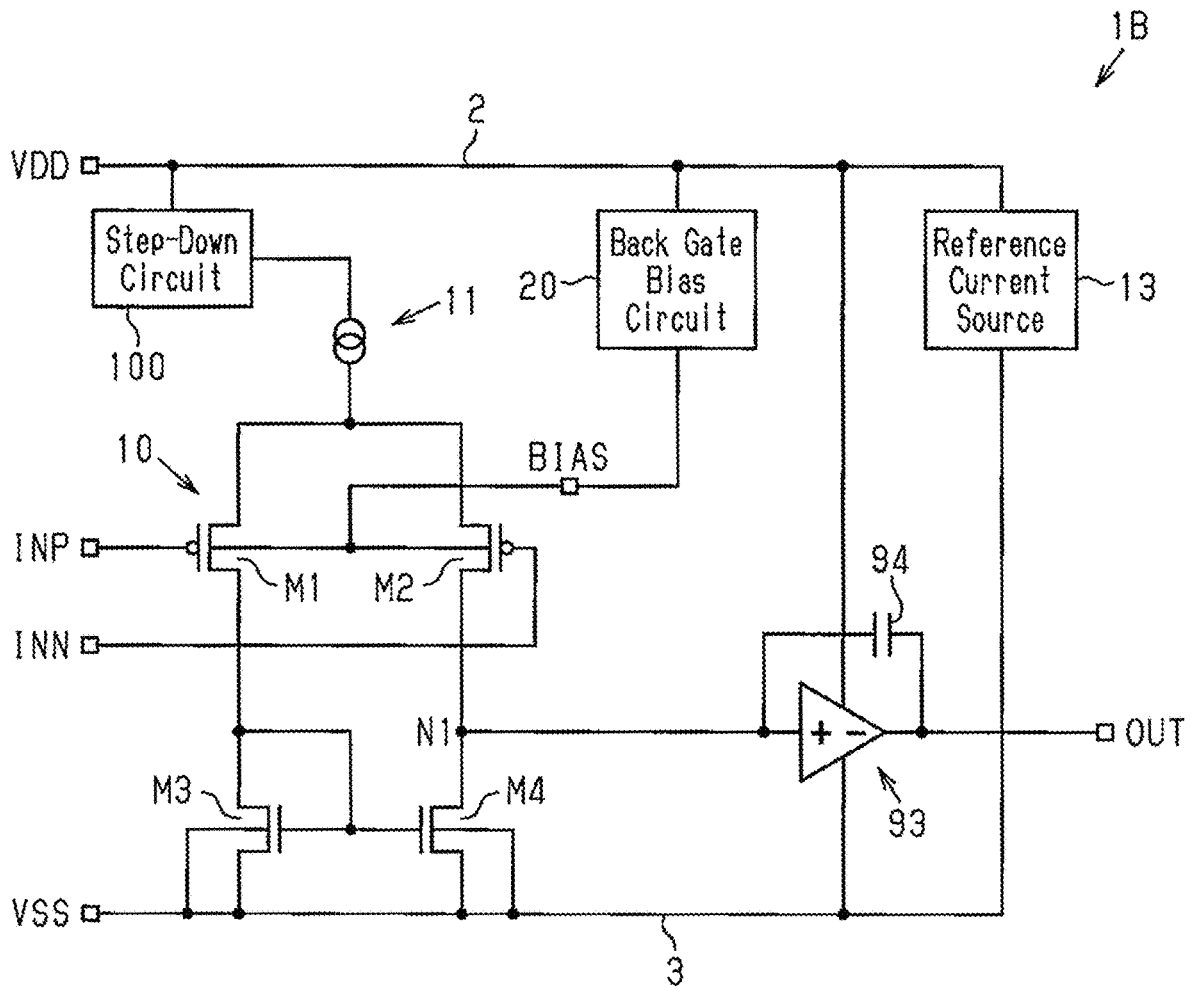 1B
2
VDD
Step-Down
Circuit
100
11
20
Back Gate
Bias
Circuit
Reference
Current
Source
13
10
BIAS
INP
M1
M2
INN
94
N1
+ -
OUT
M3
M4
93
VSS
3